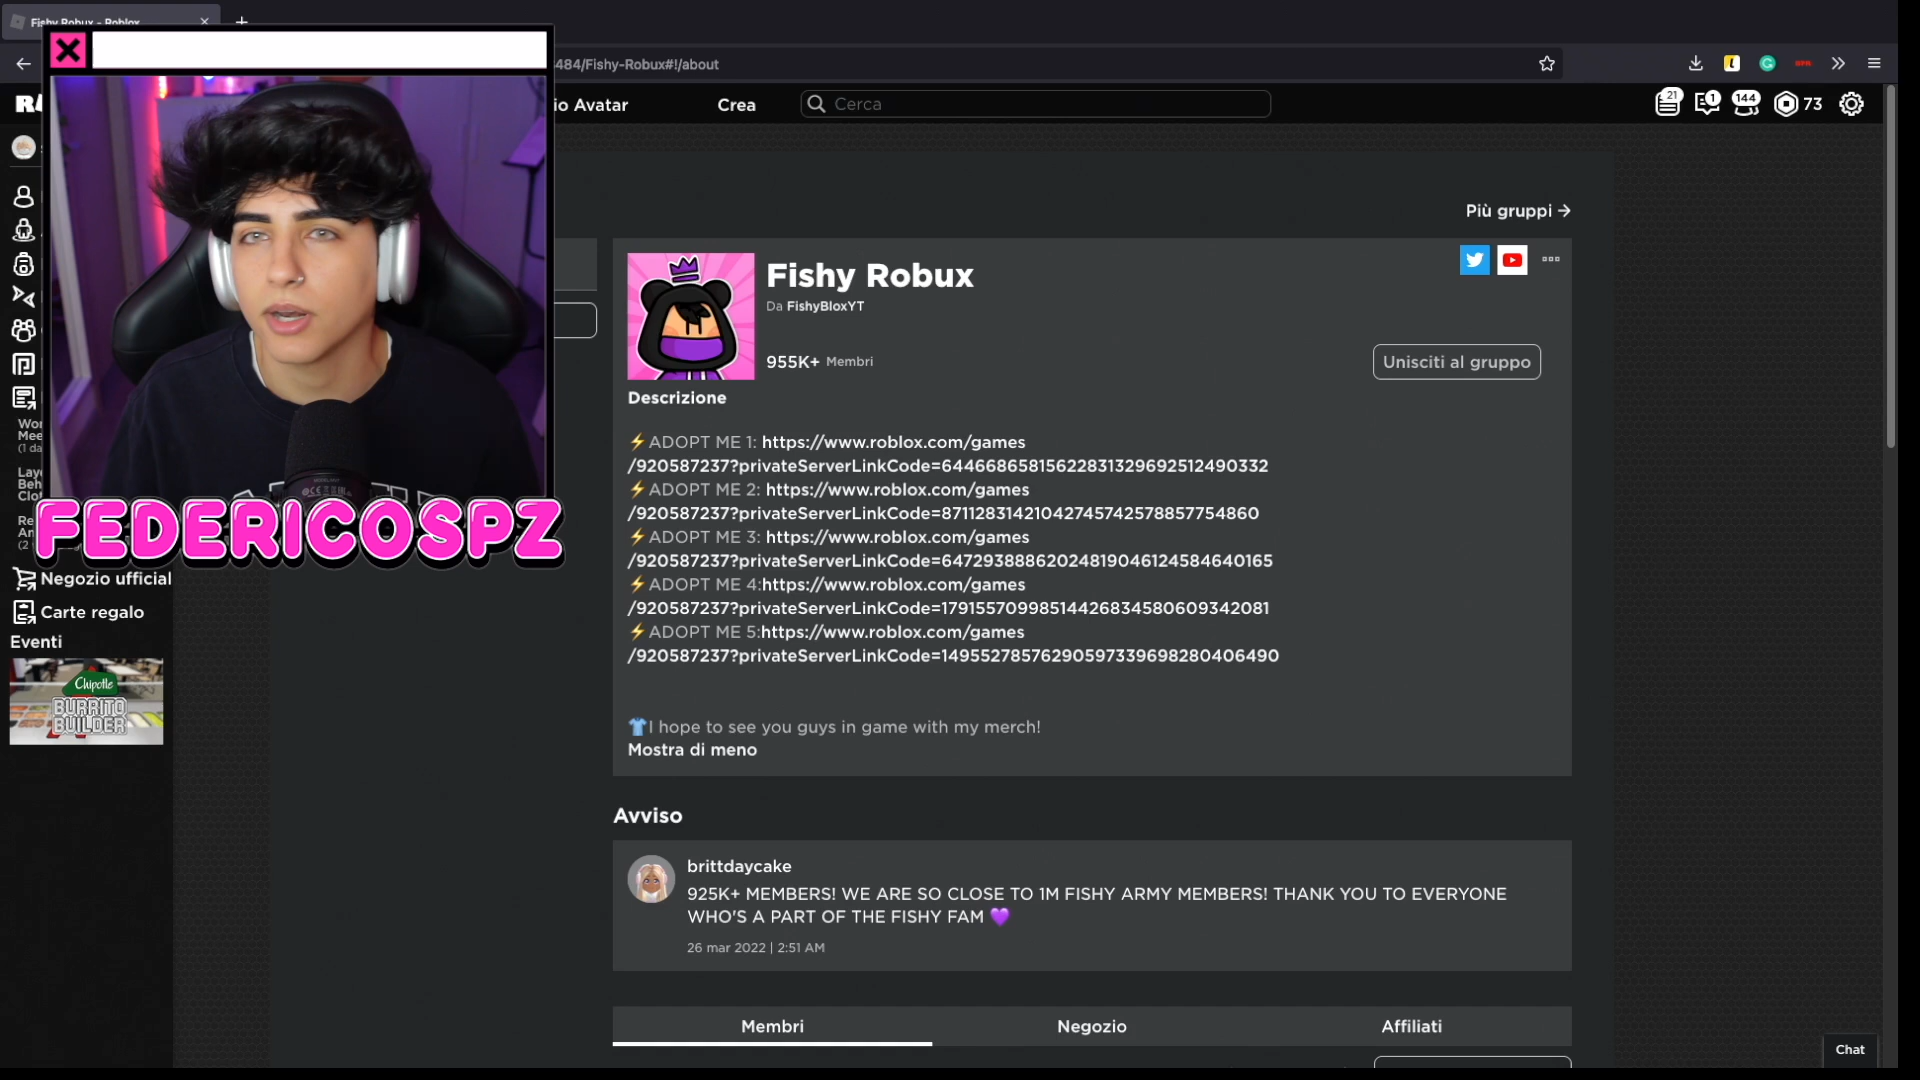 Fishy Robux - Roblox
484/Fishy-Robux#!/about
io Avatar
Crea
Cerca
21
1
144
73
Più gruppi
Fishy Robux
Da FishyBloxYT
955K+ Membri
Unisciti al gruppo
Descrizione
⚡ADOPT ME 1: https://www.roblox.com/games
/920587237?privateServerLinkCode=64466865815622831329692512490332
⚡ADOPT ME 2: https://www.roblox.com/games
/920587237?privateServerLinkCode=87112831421042745742578857754860
⚡ADOPT ME 3: https://www.roblox.com/games
/920587237?privateServerLinkCode=64729388862024819046124584640165
⚡ADOPT ME 4:https://www.roblox.com/games
/920587237?privateServerLinkCode=17915570998514426834580609342081
⚡ADOPT ME 5:https://www.roblox.com/games
/920587237?privateServerLinkCode=14955278576290597339698280406490
👕I hope to see you guys in game with my merch!
Mostra di meno
FEDERICOSPZ
Negozio ufficial
Carte regalo
Eventi
Chipotle
BURRITO
BUILDER
Avviso
brittdaycake
925K+ MEMBERS! WE ARE SO CLOSE TO 1M FISHY ARMY MEMBERS! THANK YOU TO EVERYONE
WHO'S A PART OF THE FISHY FAM 💜
26 mar 2022 | 2:51 AM
Membri
Negozio
Affiliati
Chat